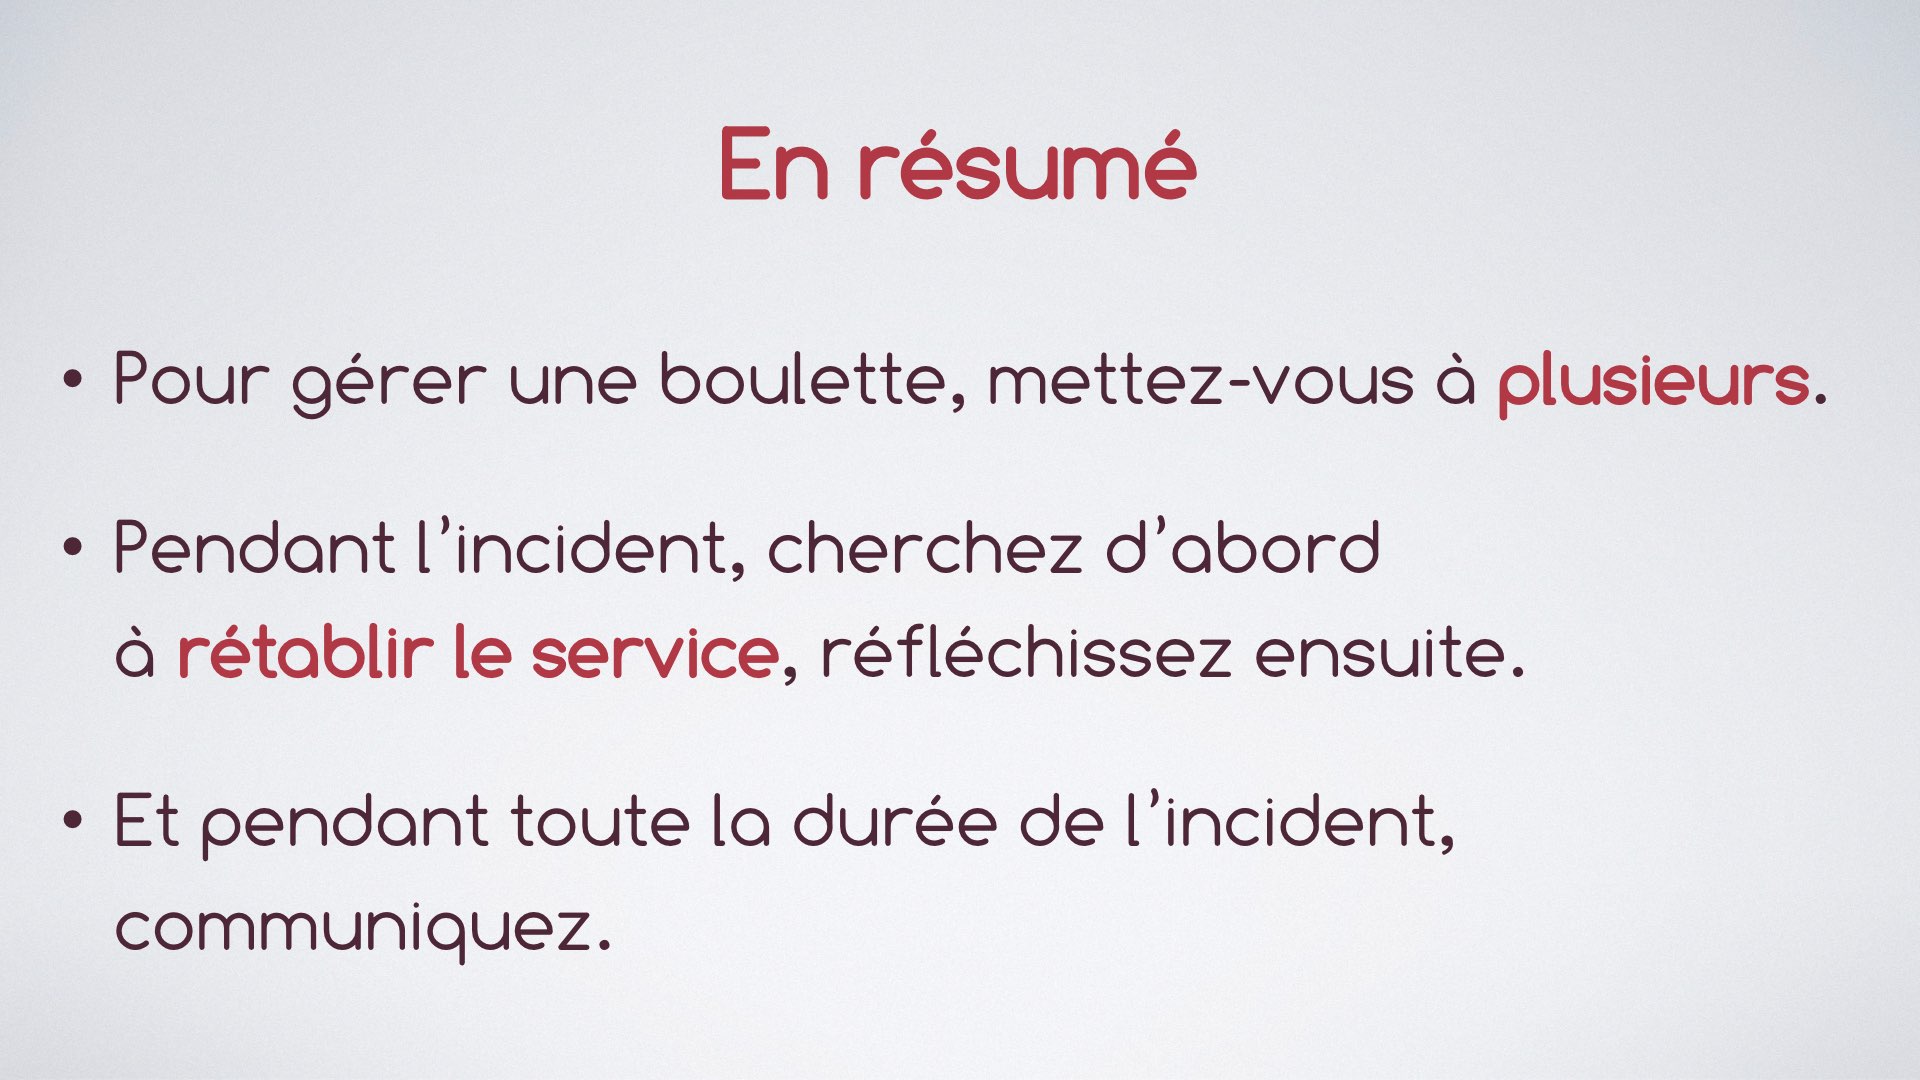 En résumé
• Pour gérer une boulette, mettez-vous à plusieurs.
• Pendant l’incident, cherchez d’abord
à rétablir le service, réfléchissez ensuite.
• Et pendant toute la durée de l’incident,
communiquez.